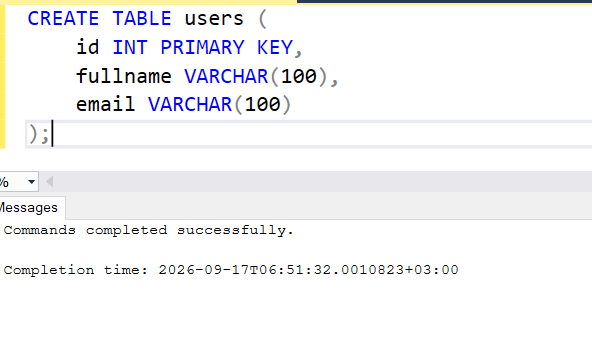 CREATE TABLE users (
    id INT PRIMARY KEY,
    fullname VARCHAR(100),
    email VARCHAR(100)
);
%
Messages
Commands completed successfully.
Completion time: 2026-09-17T06:51:32.0010823+03:00